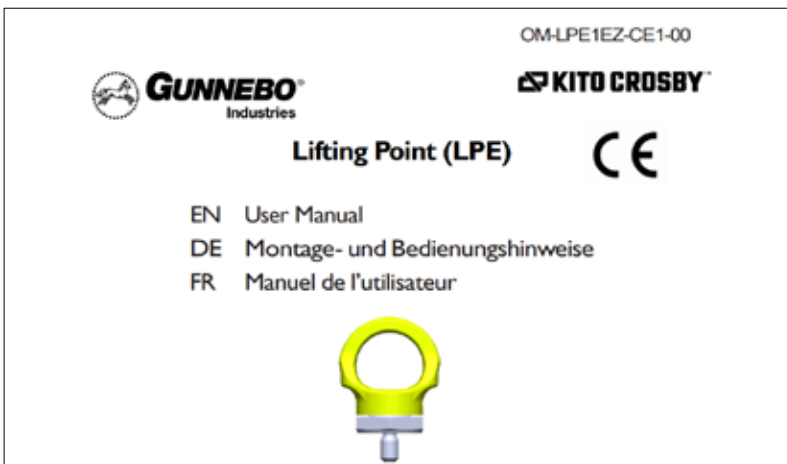 OM-LPE1EZ-CE1-00
GUNNEBO®
Industries
KITO CROSBY™
Lifting Point (LPE)
CE
EN User Manual
DE Montage- und Bedienungshinweise
FR Manuel de l'utilisateur